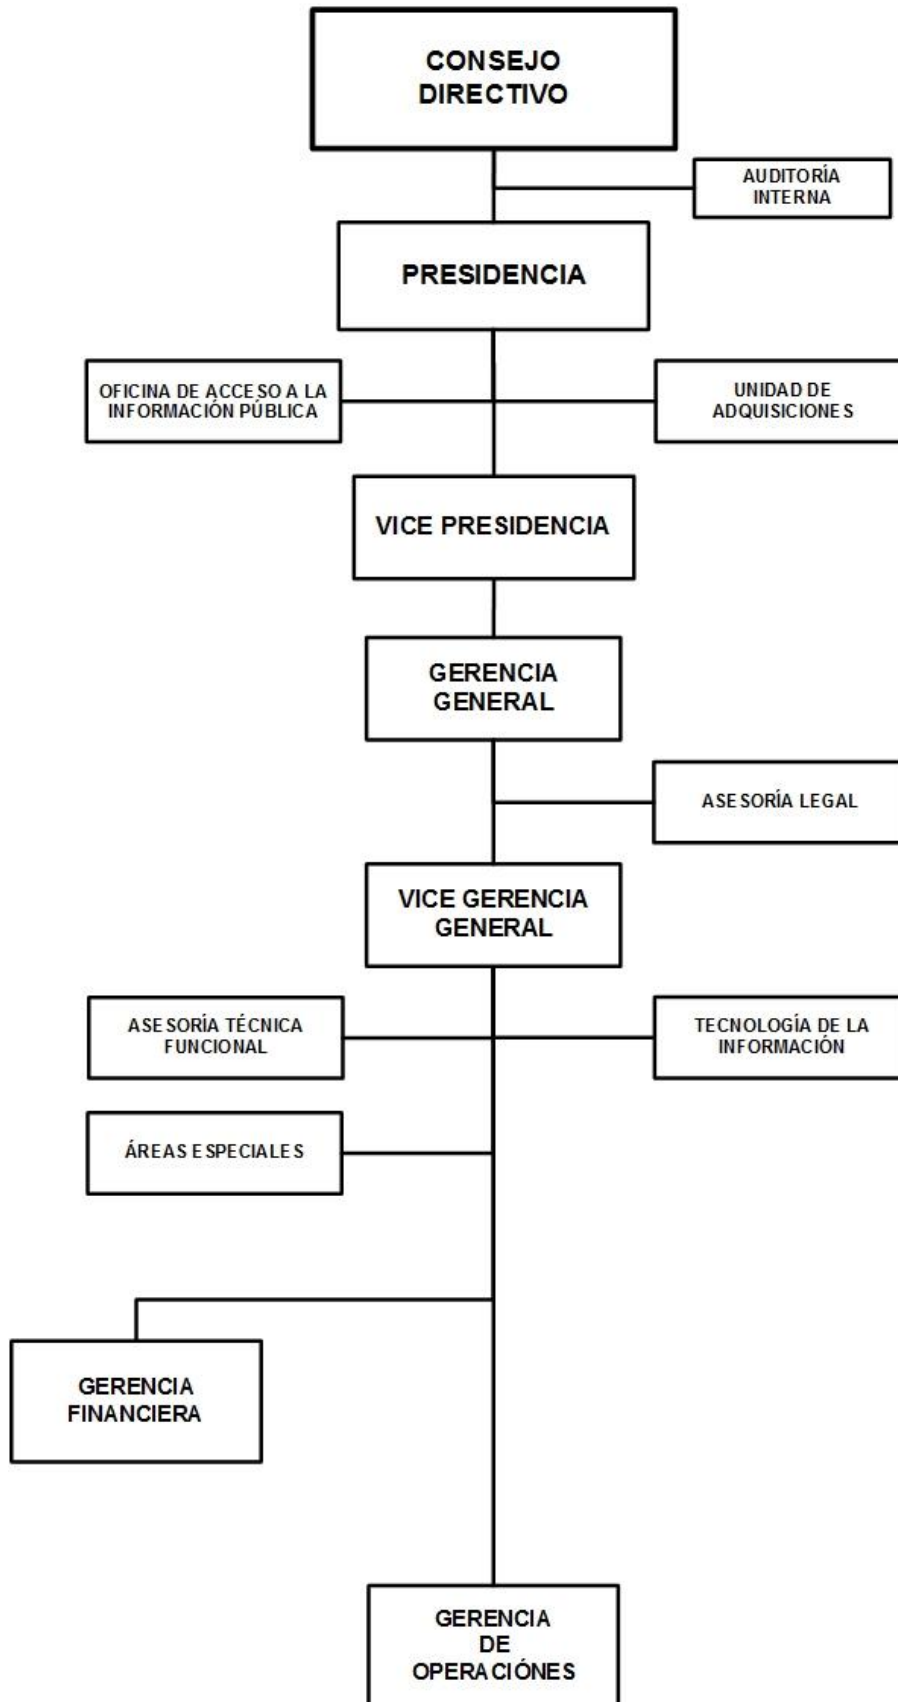 CONSEJO
DIRECTIVO
AUDITORÍA
INTERNA
PRESIDENCIA
OFICINA DE ACCESO A LA
INFORMACIÓN PÚBLICA
UNIDAD DE
ADQUISICIONES
VICE PRESIDENCIA
GERENCIA
GENERAL
ASESORÍA LEGAL
VICE GERENCIA
GENERAL
ASESORÍA TÉCNICA
FUNCIONAL
TECNOLOGÍA DE LA
INFORMACIÓN
ÁREAS ESPECIALES
GERENCIA
FINANCIERA
GERENCIA
DE
OPERACIÓNES